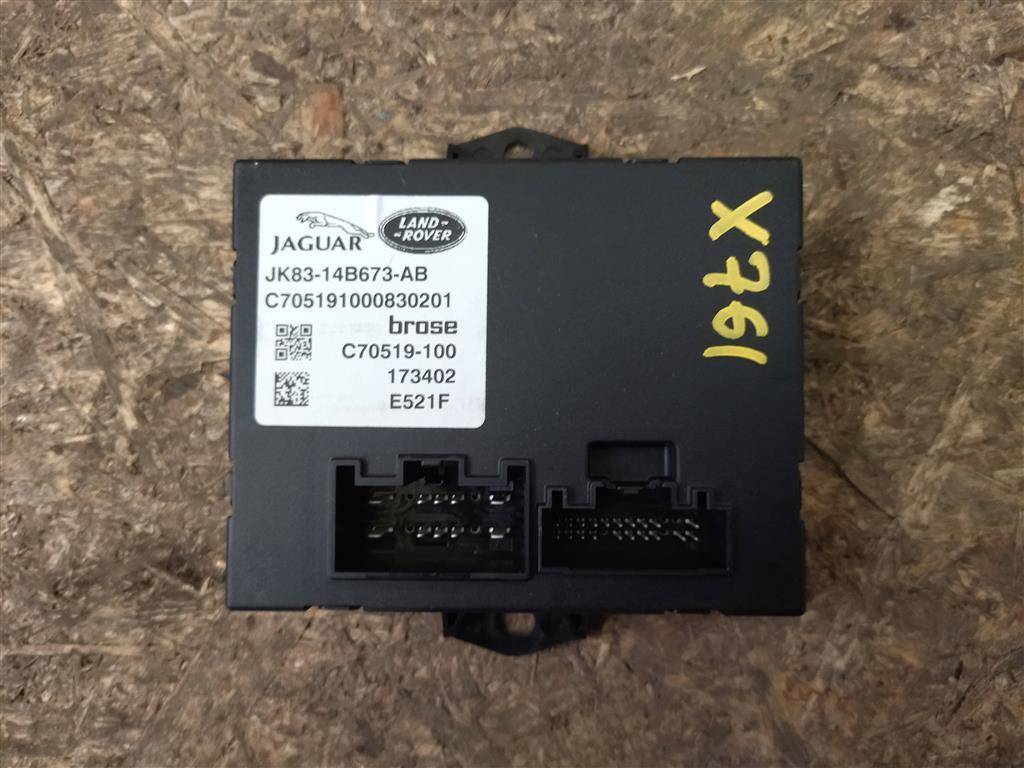 JAGUAR
LAND ROVER
JK83-14B673-AB
C705191000830201
brose
C70519-100
173402
E521F
X761